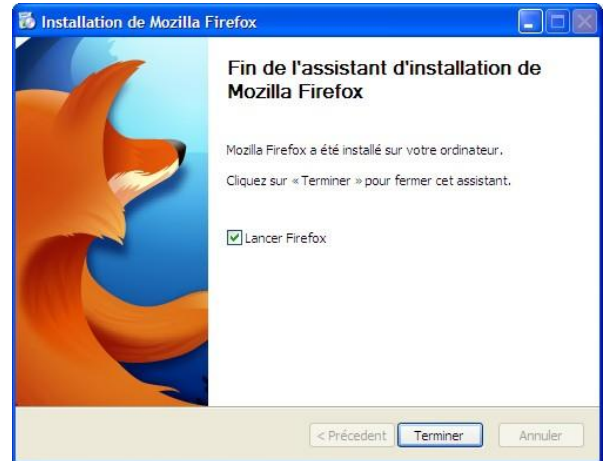 Installation de Mozilla Firefox
Fin de l'assistant d'installation de
Mozilla Firefox
Mozilla Firefox a été installé sur votre ordinateur.
Cliquez sur « Terminer » pour fermer cet assistant.
Lancer Firefox
< Précedent
Terminer
Annuler